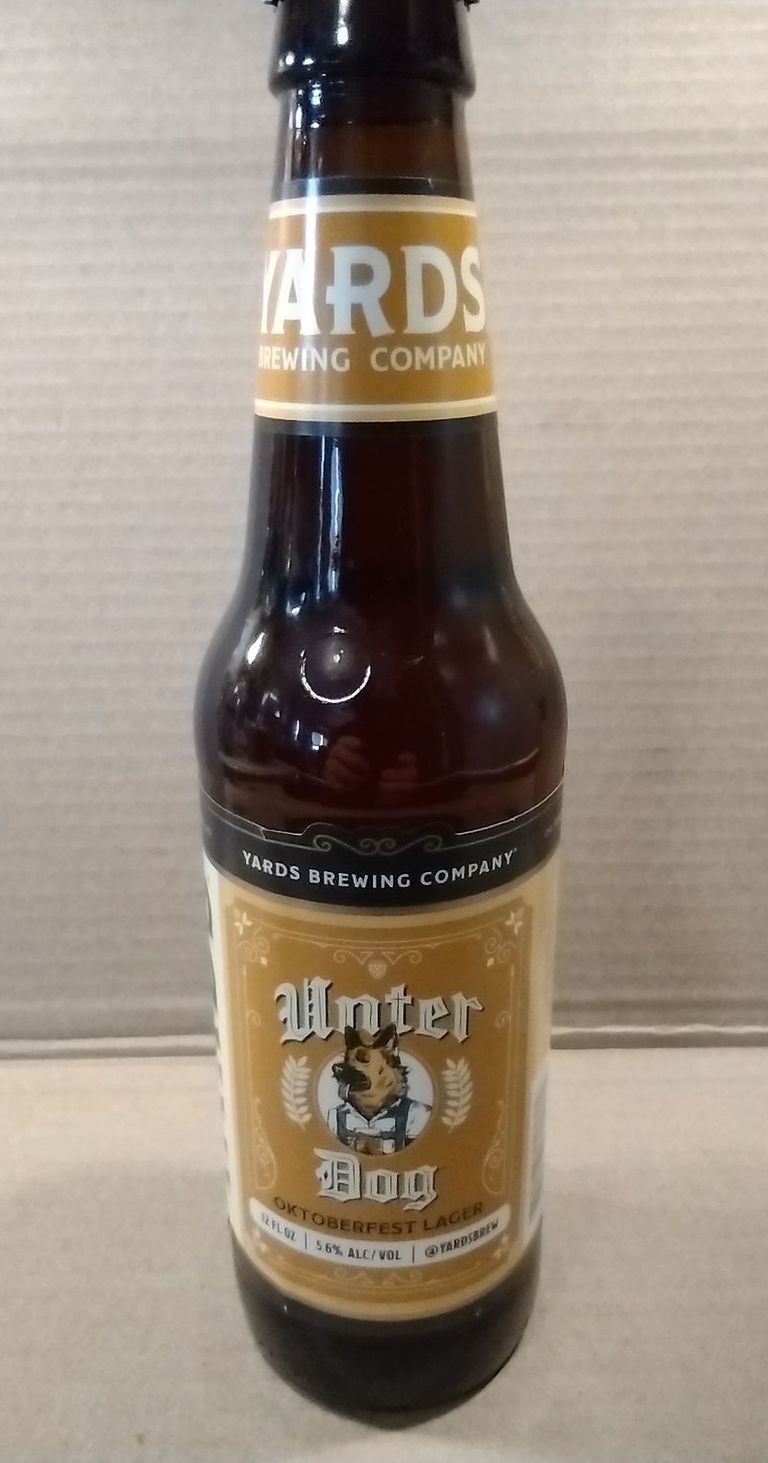 YARDS
BREWING COMPANY
YARDS BREWING COMPANY
Unter
Dog
OKTOBERFEST LAGER
12 FL OZ | 5.6% ALC/VOL | @YARDSBREW